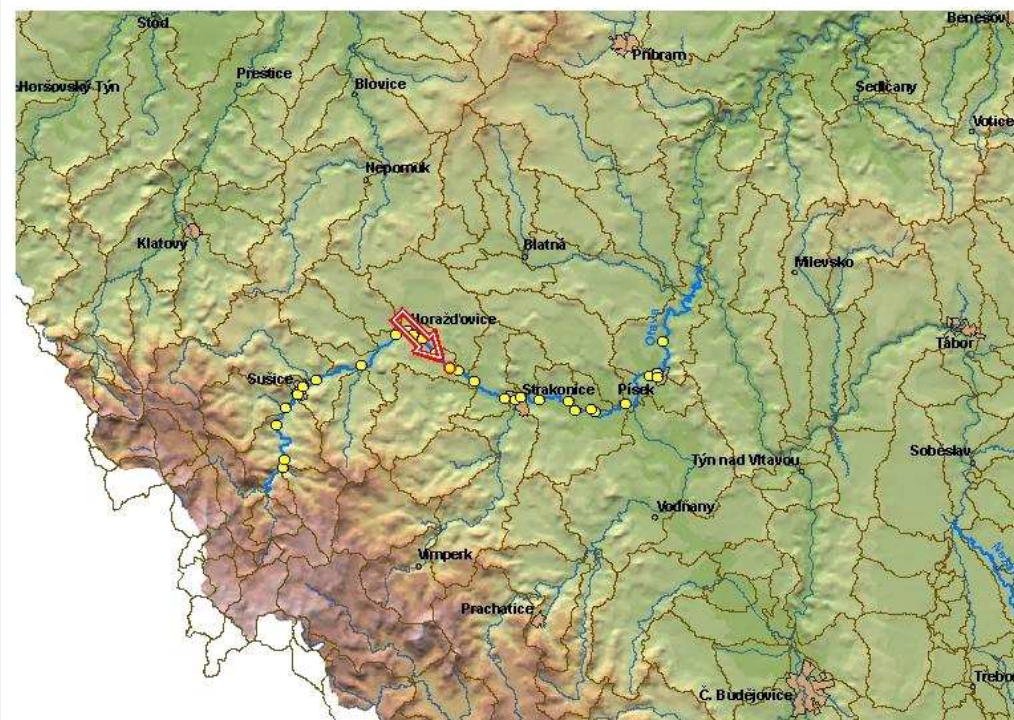 Stod
Benešov
Příbram
Přeštice
Horšovský Týn
Blovice
Sedlčany
Votice
Nepomuk
Klatovy
Blatná
Milevsko
Horažďovice
Otava
Tábor
Sušice
Strakonice
Písek
Týn nad Vltavou
Soběslav
Vodňany
Vimperk
Prachatice
Č. Budějovice